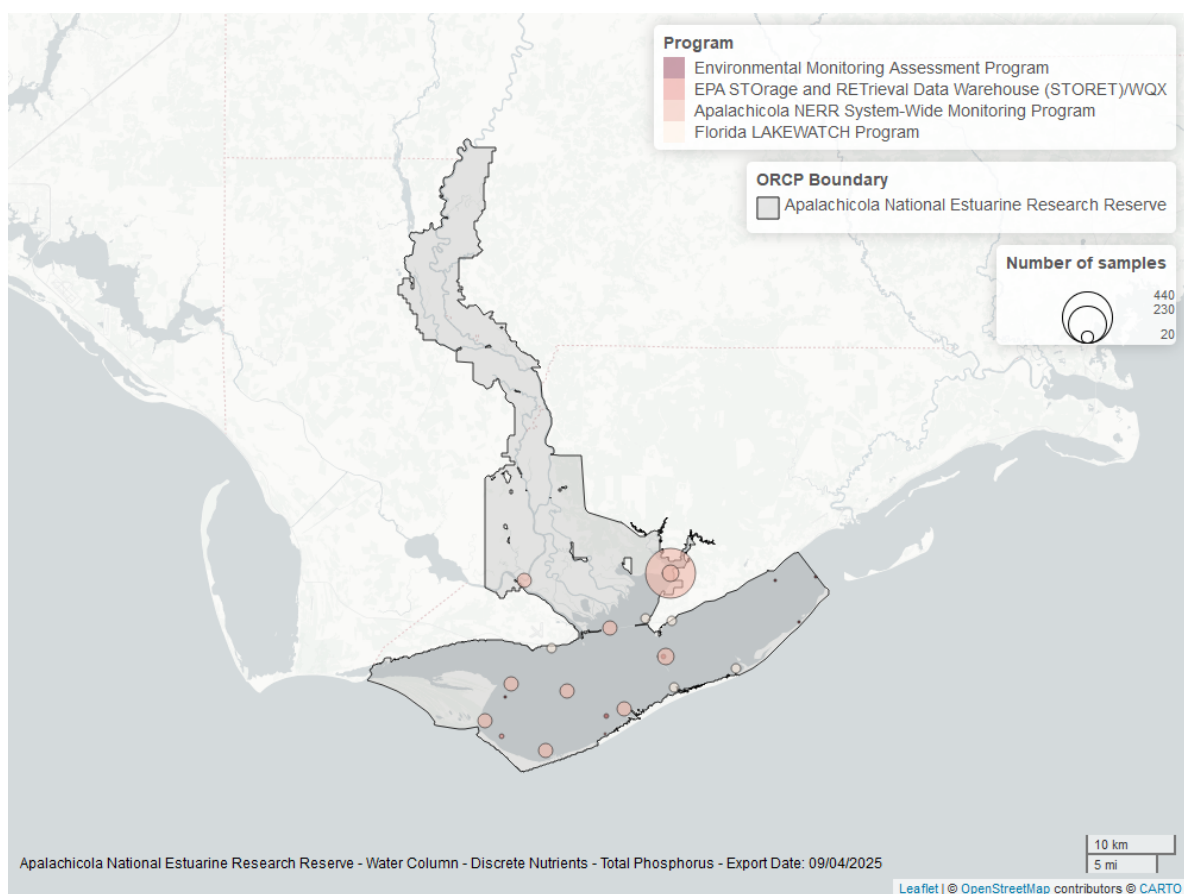 Program
Environmental Monitoring Assessment Program
EPA STOrage and RETrieval Data Warehouse (STORET)/WQX
Apalachicola NERR System-Wide Monitoring Program
Florida LAKEWATCH Program
ORCP Boundary
Apalachicola National Estuarine Research Reserve
Number of samples
440
230
20
10 km
5 mi
Apalachicola National Estuarine Research Reserve - Water Column - Discrete Nutrients - Total Phosphorus - Export Date: 09/04/2025
Leaflet | © OpenStreetMap contributors © CARTO